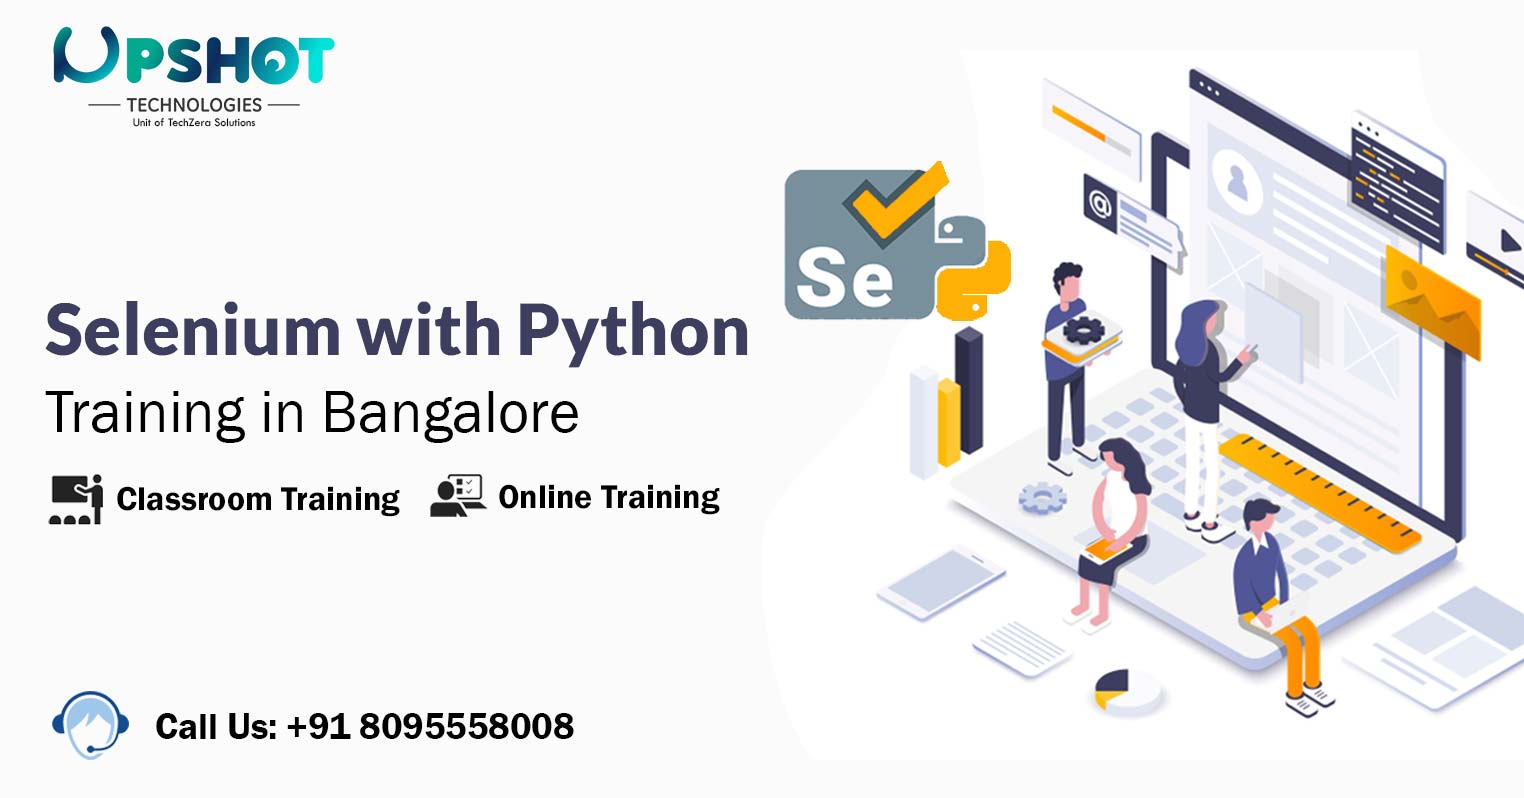 UPSHOT
TECHNOLOGIES
Unit of TechZera Solutions
Se
@
Selenium with Python
Training in Bangalore
Classroom Training
Online Training
Call Us: +91 8095558008